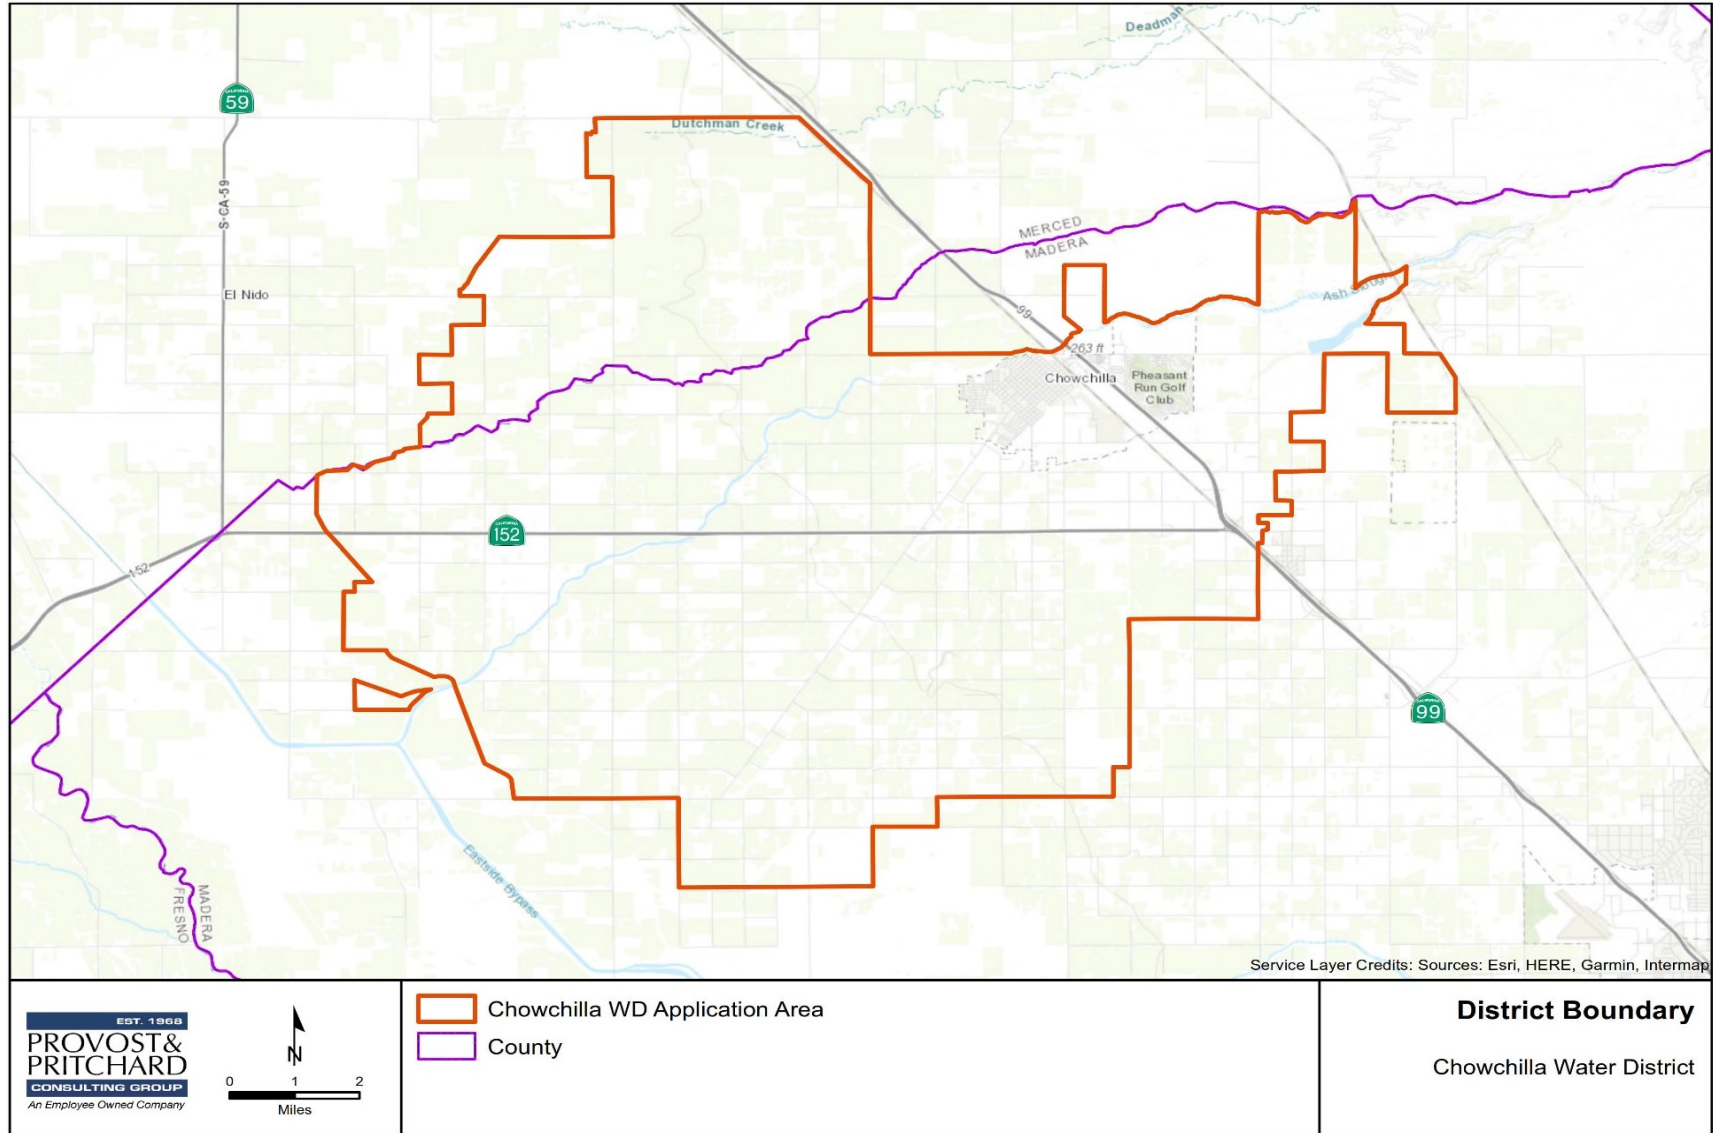 Deadman
CALIFORNIA
59
Dutchman Creek
S-CA-59
MERCED
MADERA
El Nido
Ash Slough
99
263 ft
Chowchilla
Pheasant
Run Golf
Club
CALIFORNIA
152
152
CALIFORNIA
99
Eastside Bypass
MADERA
FRESNO
Service Layer Credits: Sources: Esri, HERE, Garmin, Intermap
EST. 1968
PROVOST&
PRITCHARD
CONSULTING GROUP
An Employee Owned Company
N
0 1 2
Miles
Chowchilla WD Application Area
County
District Boundary
Chowchilla Water District